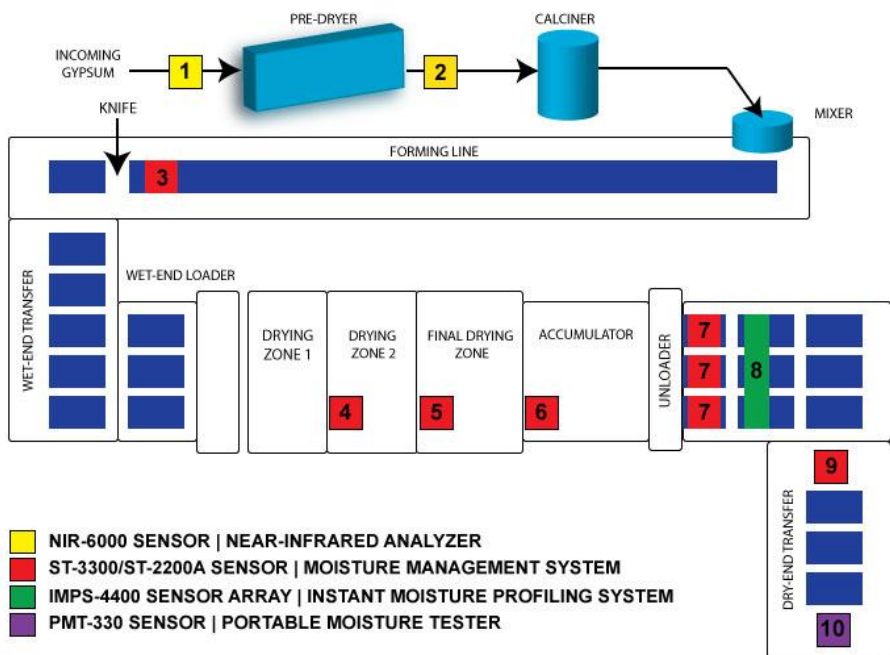 PRE-DRYER
CALCINER
INCOMING
GYPSUM
1
2
KNIFE
MIXER
FORMING LINE
3
WET-END TRANSFER
WET-END LOADER
DRYING
ZONE 1
DRYING
ZONE 2
FINAL DRYING
ZONE
ACCUMULATOR
UNLOADER
4
5
6
7
7
7
8
9
DRY-END TRANSFER
10
NIR-6000 SENSOR | NEAR-INFRARED ANALYZER
ST-3300/ST-2200A SENSOR | MOISTURE MANAGEMENT SYSTEM
IMPS-4400 SENSOR ARRAY | INSTANT MOISTURE PROFILING SYSTEM
PMT-330 SENSOR | PORTABLE MOISTURE TESTER